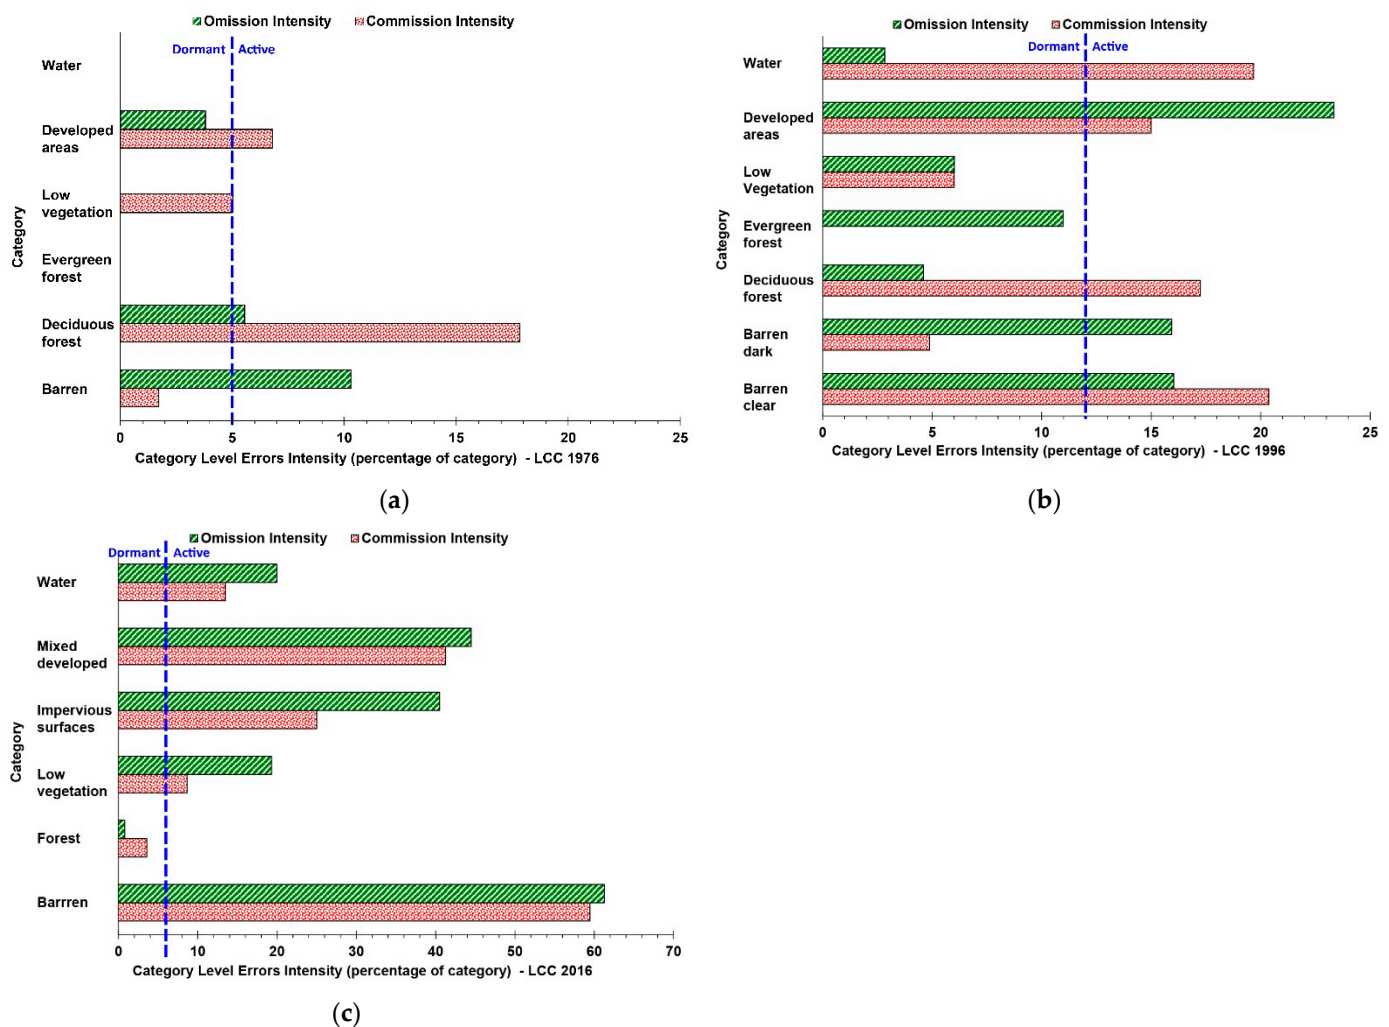 Omission Intensity Commission Intensity
Dormant Active
Water
Developed
areas
Low
vegetation
Evergreen
forest
Deciduous
forest
Barren
Category
0 5 10 15 20 25
Category Level Errors Intensity (percentage of category) - LCC 1976
(a)
Omission Intensity Commission Intensity
Dormant Active
Water
Developed
areas
Low
Vegetation
Evergreen
forest
Deciduous
forest
Barren
dark
Barren
clear
Category
0 5 10 15 20 25
Category Level Errors Intensity (percentage of category) - LCC 1996
(b)
Omission Intensity Commission Intensity
Dormant Active
Water
Mixed
developed
Impervious
surfaces
Low
vegetation
Forest
Barrren
Category
0 10 20 30 40 50 60 70
Category Level Errors Intensity (percentage of category) - LCC 2016
(c)